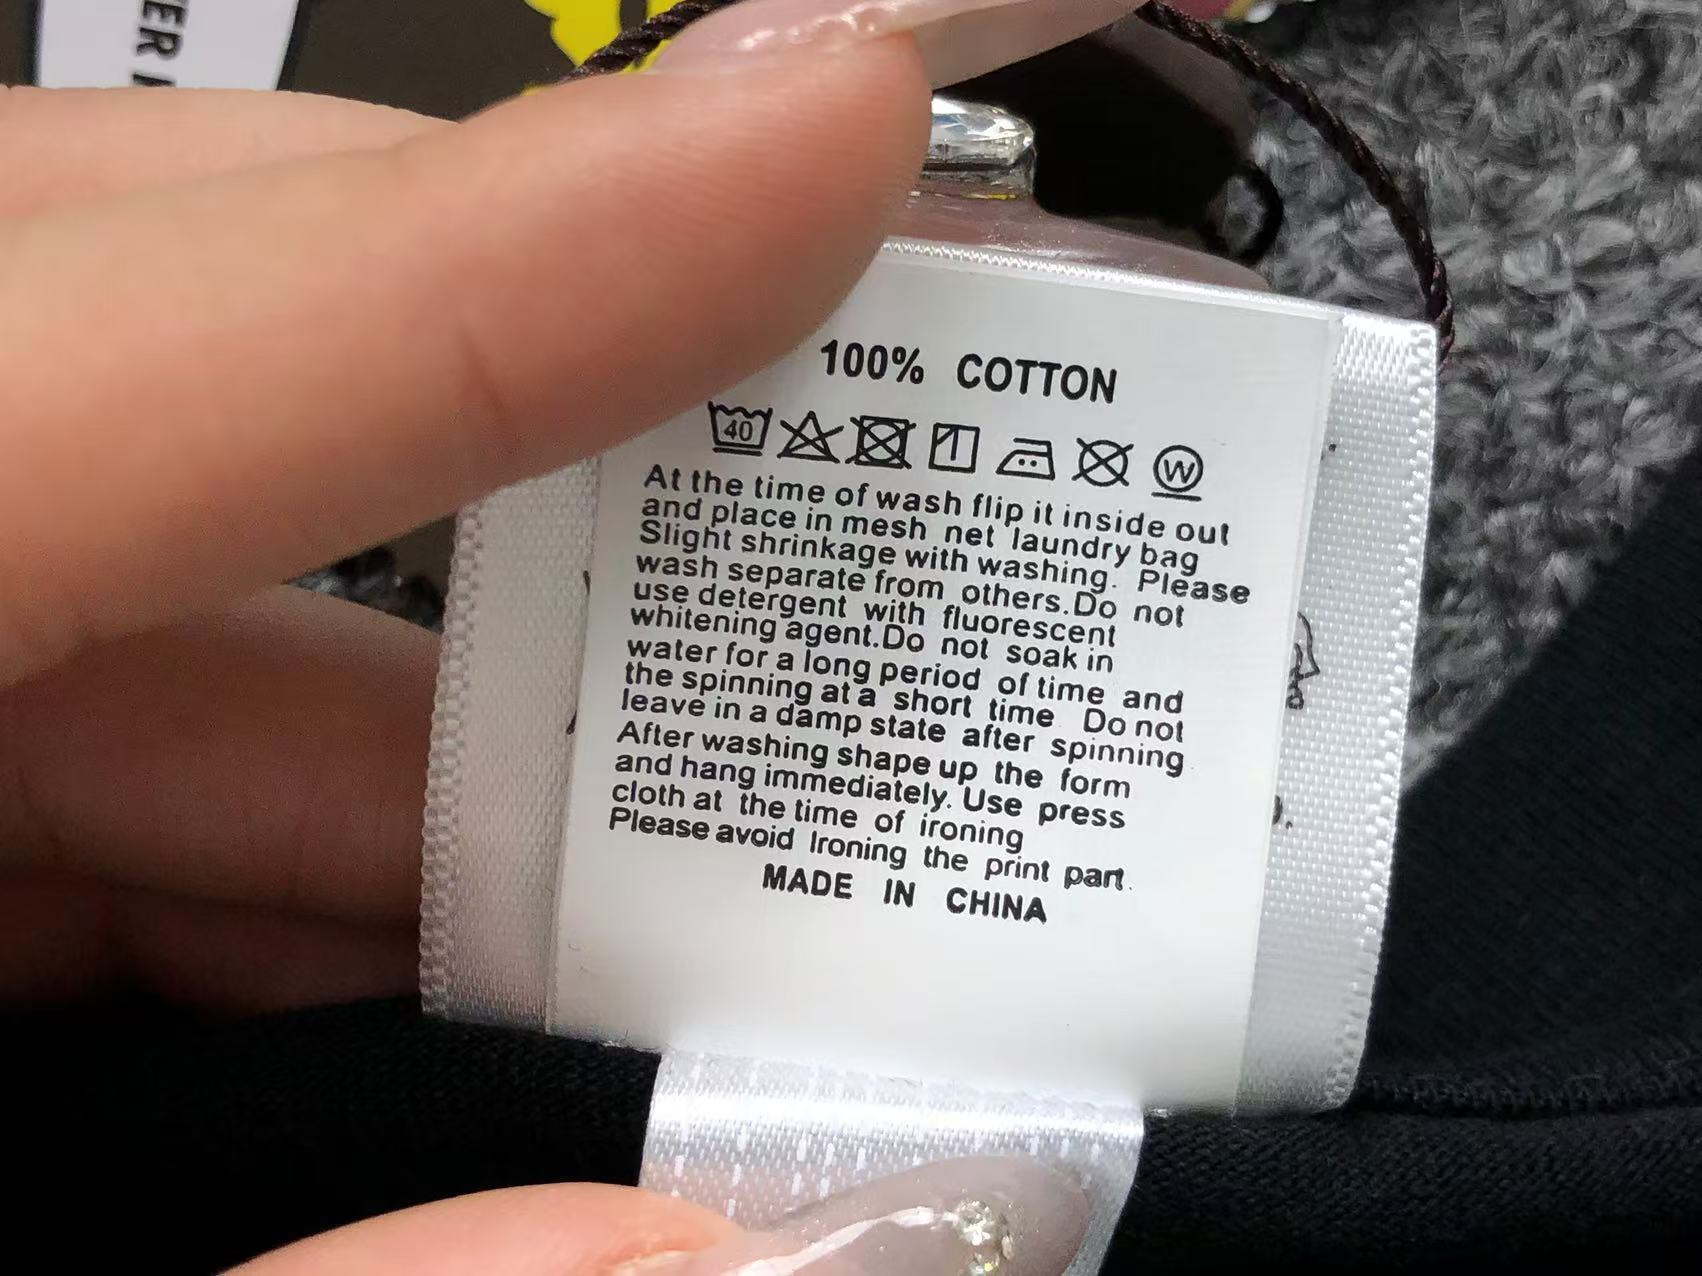 100% COTTON
40
W
At the time of wash flip it inside out
and place in mesh net laundry bag
Slight shrinkage with washing. Please
wash separate from others.Do not
use detergent with fluorescent
whitening agent.Do not soak in
water for a long period of time and
the spinning at a short time Do not
leave in a damp state after spinning
After washing shape up the form
and hang immediately. Use press
cloth at the time of ironing
Please avoid Ironing the print part.
MADE IN CHINA